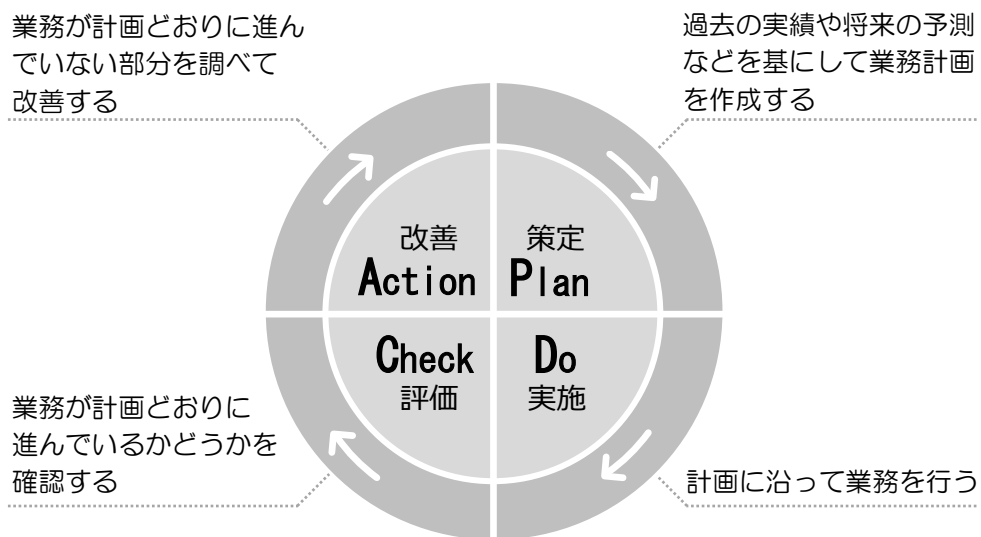 業務が計画どおりに進ん
でいない部分を調べて
改善する
過去の実績や将来の予測
などを基にして業務計画
を作成する
改善
Action
策定
Plan
Check
評価
Do
実施
業務が計画どおりに
進んでいるかどうかを
確認する
計画に沿って業務を行う